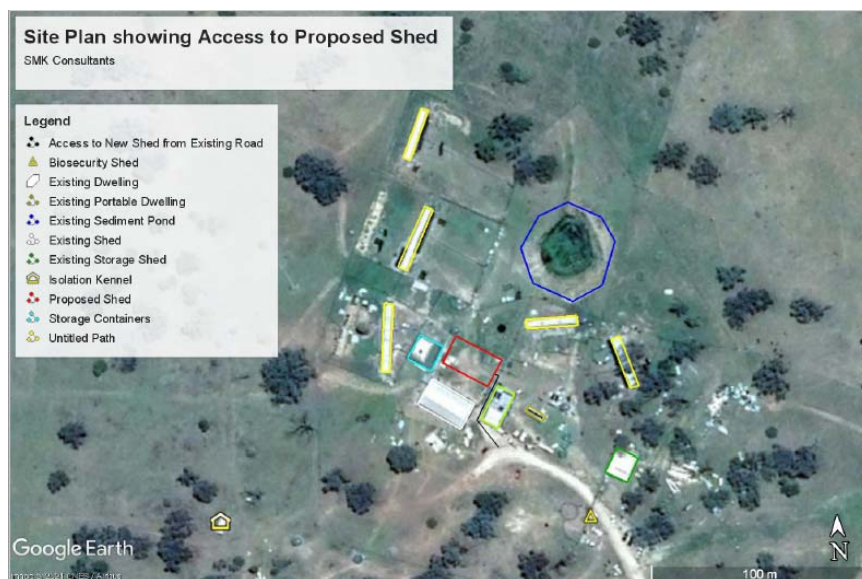 Site Plan showing Access to Proposed Shed
SMK Consultants
Legend
Access to New Shed from Existing Road
Biosecurity Shed
Existing Dwelling
Existing Portable Dwelling
Existing Sediment Pond
Existing Shed
Existing Storage Shed
Isolation Kennel
Proposed Shed
Storage Containers
Untitled Path
Google Earth
N
100 m